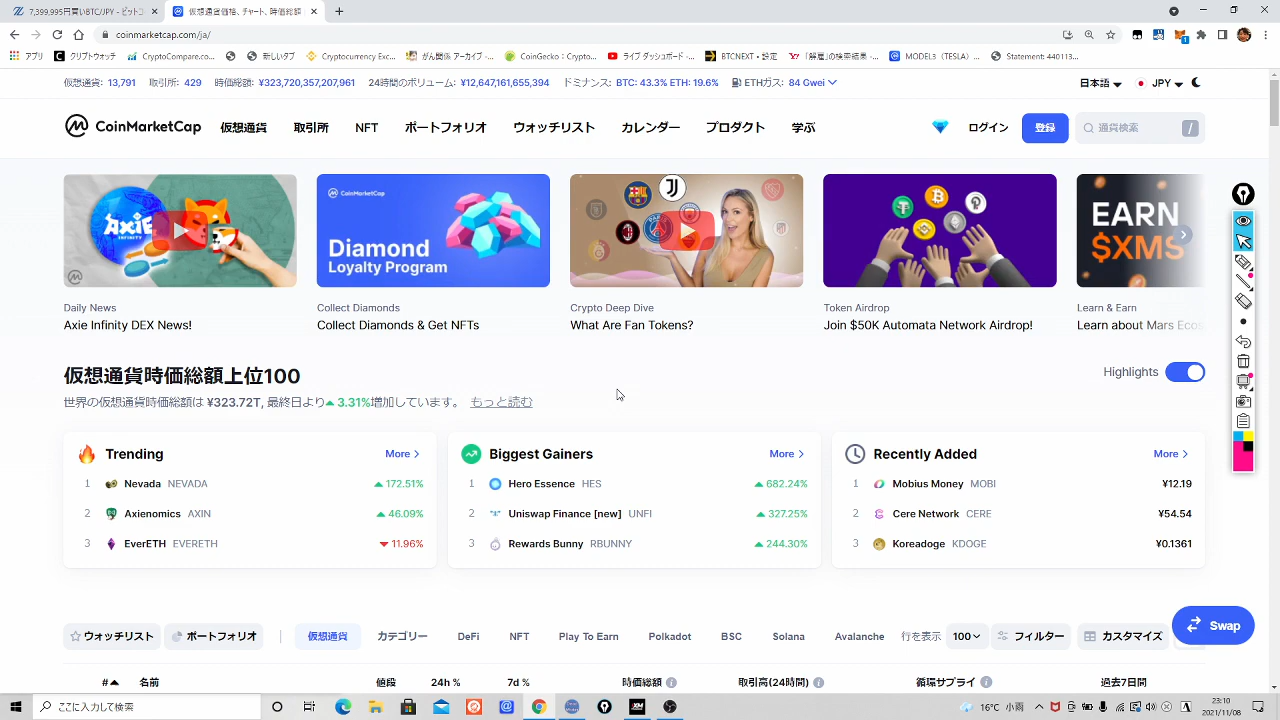 7,399,995円買いBTC/JPY - ビットコ
仮想通貨価格、チャート、時価総額
coinmarketcap.com/ja/
アプリ
クリプトウォッチ
CryptoCompare...
新しいタブ
Cryptocurrency Exc...
がん関係 アーカイブ -...
CoinGecko : Crypto...
ライブ ダッシュボード -...
BTCNEXT • 設定
「解雇」の検索結果 -...
MODEL3（TESLA）...
Statement: 440113...
仮想通貨: 13,791
取引所: 429
時価総額: ¥323,720,357,207,961
24時間のボリューム: ¥12,647,161,655,394
ドミナンス: BTC: 43.3% ETH: 19.6%
ETHガス: 84 Gwei
日本語
JPY
CoinMarketCap
仮想通貨
取引所
NFT
ポートフォリオ
ウォッチリスト
カレンダー
プロダクト
学ぶ
ログイン
登録
通貨検索
/
AXIE
INFINITY
CoinMarketCap
Diamond
Loyalty Program
EARN
$XMS
Daily News
Axie Infinity DEX News!
Collect Diamonds
Collect Diamonds & Get NFTs
Crypto Deep Dive
What Are Fan Tokens?
Token Airdrop
Join $50K Automata Network Airdrop!
Learn & Earn
Learn about Mars Ecos
仮想通貨時価総額上位100
Highlights
世界の仮想通貨時価総額は ¥323.72T, 最終日より 3.31%増加しています。 もっと読む
Trending
More
1 Nevada NEVADA 172.51%
2 Axienomics AXIN 46.09%
3 EverETH EVERETH 11.96%
Biggest Gainers
More
1 Hero Essence HES 682.24%
2 Uniswap Finance [new] UNFI 327.25%
3 Rewards Bunny RBUNNY 244.30%
Recently Added
More
1 Mobius Money MOBI ¥12.19
2 Cere Network CERE ¥54.54
3 Koreadoge KDOGE ¥0.1361
ウォッチリスト
ポートフォリオ
仮想通貨
カテゴリー
DeFi
NFT
Play To Earn
Polkadot
BSC
Solana
Avalanche
行を表示
100
フィルター
カスタマイズ
Swap
#
名前
値段
24h %
7d %
時価総額
取引高(24時間)
循環サプライ
過去7日間
ここに入力して検索
16°C 小雨
A
23:10
2021/11/08